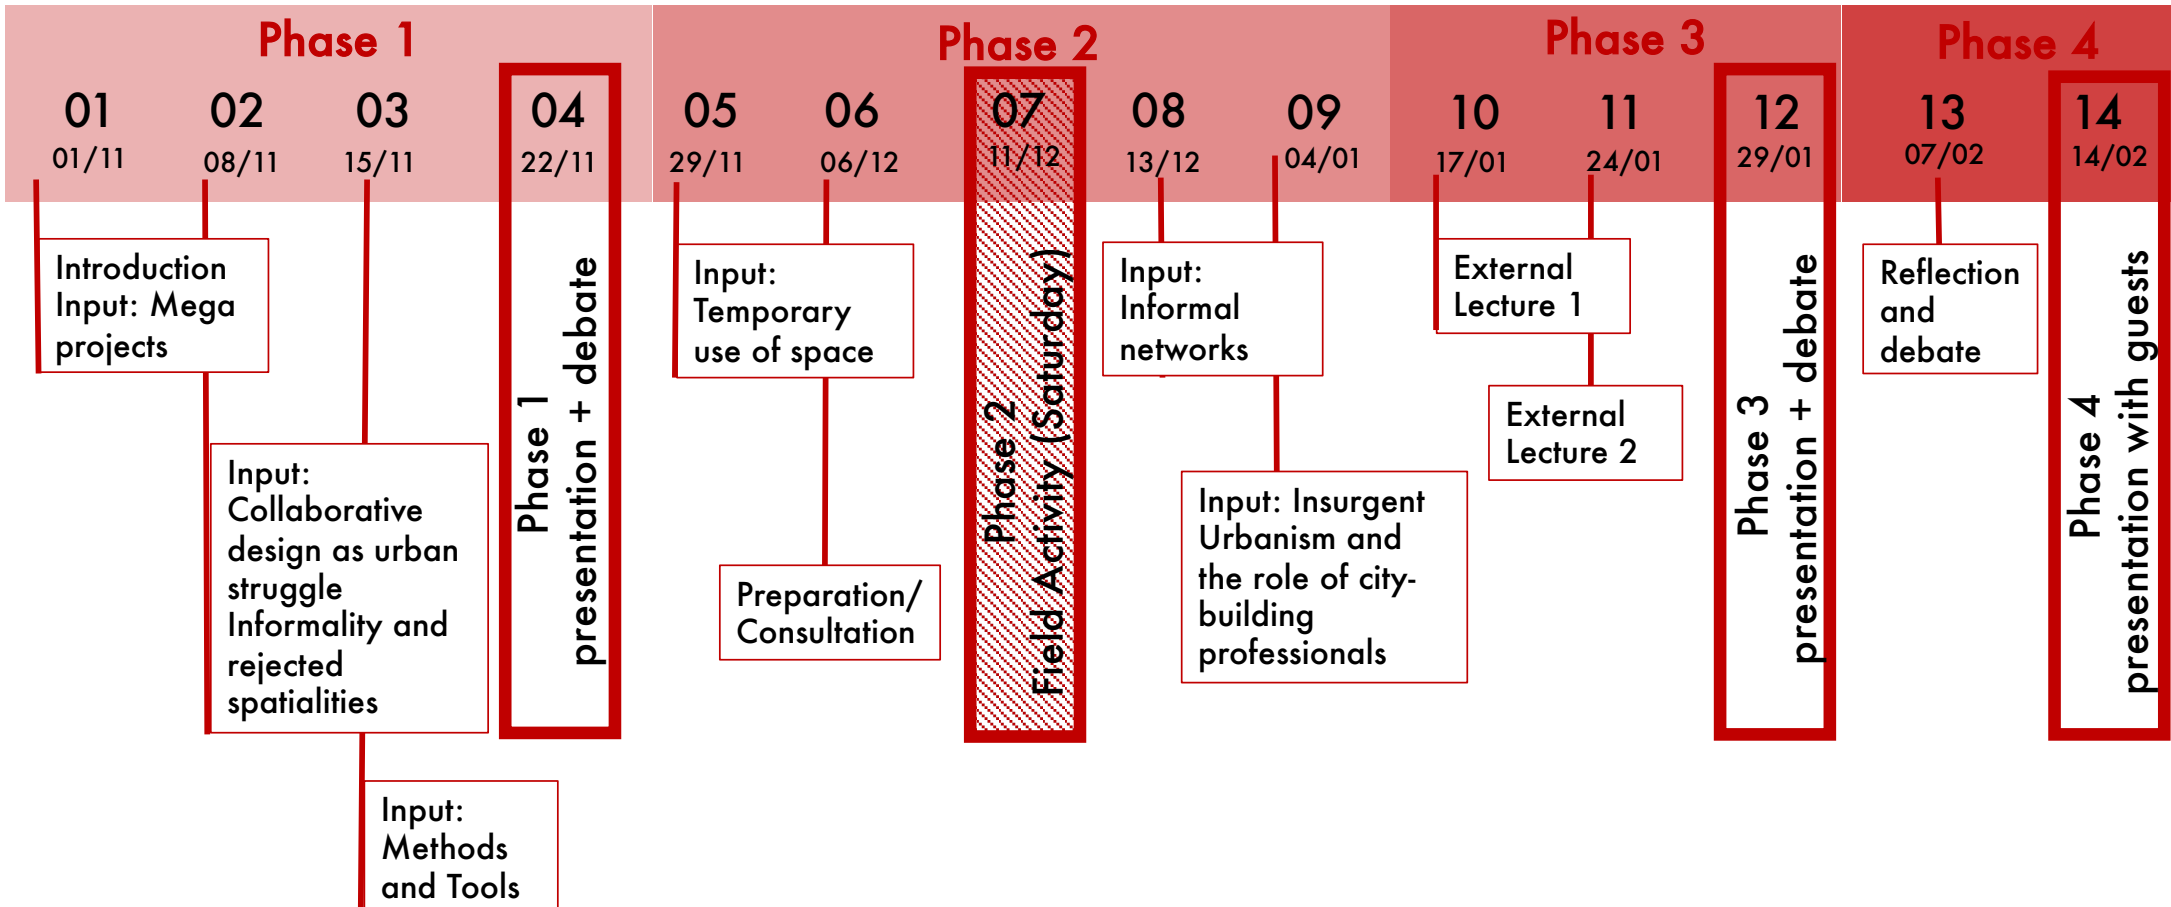 Phase 1
Phase 2
Phase 3
Phase 4
01
02
03
04
05
06
07
08
09
10
11
12
13
14
01/11
08/11
15/11
22/11
29/11
06/12
11/12
13/12
04/01
17/01
24/01
29/01
07/02
14/02
Introduction
Input: Mega
projects
Input:
Collaborative
design as urban
struggle
Informality and
rejected
spatialities
Input:
Methods
and Tools
Phase 1
presentation + debate
Input:
Temporary
use of space
Preparation/
Consultation
Phase 2
Field Activity (Saturday)
Input:
Informal
networks
Input: Insurgent
Urbanism and
the role of city-
building
professionals
External
Lecture 1
External
Lecture 2
Phase 3
presentation + debate
Reflection
and
debate
Phase 4
presentation with guests